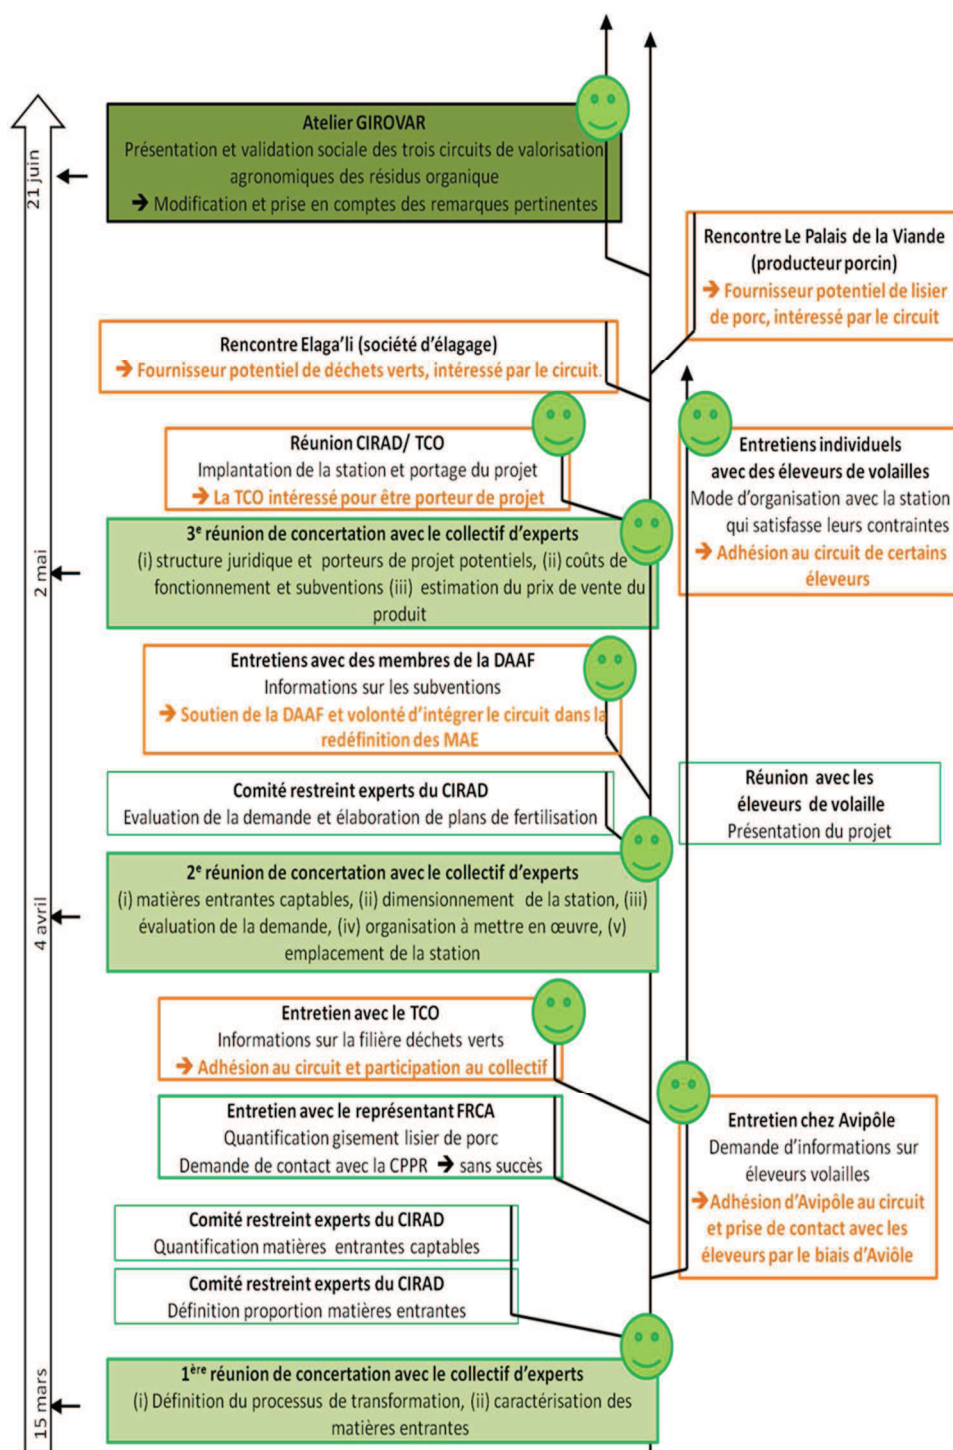 21 juin
Atelier GIROVAR
Présentation et validation sociale des trois circuits de valorisation
agronomiques des résidus organique
➔ Modification et prise en comptes des remarques pertinentes
Rencontre Le Palais de la Viande
(producteur porcin)
➔ Fournisseur potentiel de lisier
de porc, intéressé par le circuit
Rencontre Elaga'li (société d'élagage)
➔ Fournisseur potentiel de déchets verts, intéressé par le circuit.
Réunion CIRAD/ TCO
Implantation de la station et portage du projet
➔ La TCO intéressé pour être porteur de projet
Entretiens individuels
avec des éleveurs de volailles
Mode d'organisation avec la station
qui satisfasse leurs contraintes
➔ Adhésion au circuit de certains
éleveurs
2 mai
3e réunion de concertation avec le collectif d'experts
(i) structure juridique et porteurs de projet potentiels, (ii) coûts de
fonctionnement et subventions (iii) estimation du prix de vente du
produit
Entretiens avec des membres de la DAAF
Informations sur les subventions
➔ Soutien de la DAAF et volonté d'intégrer le circuit dans la
redéfinition des MAE
Comité restreint experts du CIRAD
Evaluation de la demande et élaboration de plans de fertilisation
Réunion avec les
éleveurs de volaille
Présentation du projet
4 avril
2e réunion de concertation avec le collectif d'experts
(i) matières entrantes captables, (ii) dimensionnement de la station, (iii)
évaluation de la demande, (iv) organisation à mettre en œuvre, (v)
emplacement de la station
Entretien avec le TCO
Informations sur la filière déchets verts
➔ Adhésion au circuit et participation au collectif
Entretien avec le représentant FRCA
Quantification gisement lisier de porc
Demande de contact avec la CPPR ➔ sans succès
Entretien chez Avipôle
Demande d'informations sur
éleveurs volailles
➔ Adhésion d'Avipôle au circuit
et prise de contact avec les
éleveurs par le biais d'Aviôle
Comité restreint experts du CIRAD
Quantification matières entrantes captables
Comité restreint experts du CIRAD
Définition proportion matières entrantes
15 mars
1ère réunion de concertation avec le collectif d'experts
(i) Définition du processus de transformation, (ii) caractérisation des
matières entrantes